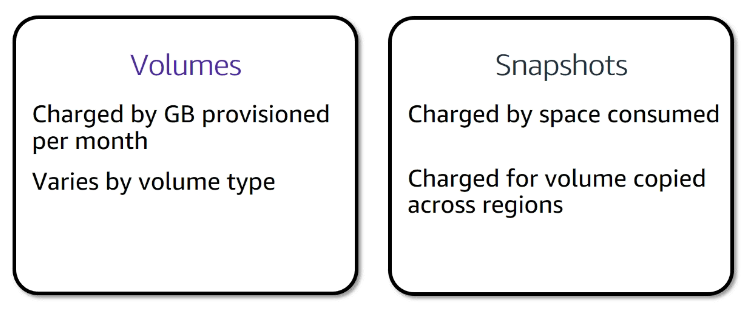 Volumes
Charged by GB provisioned
per month
Varies by volume type
Snapshots
Charged by space consumed
Charged for volume copied
across regions